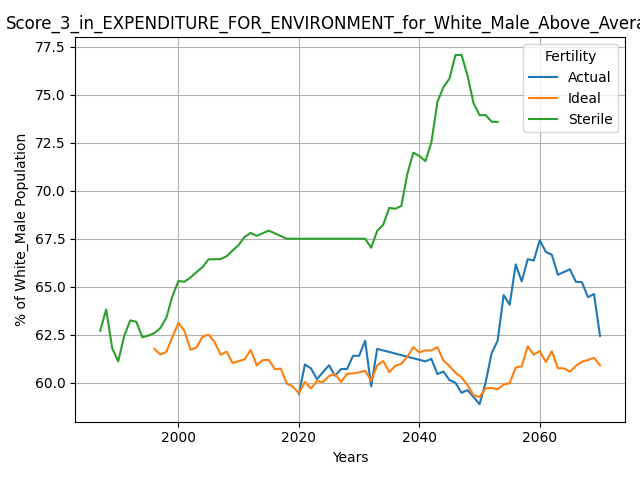 Score_3_in_EXPENDITURE_FOR_ENVIRONMENT_for_White_Male_Above_Avera
77.5
75.0
72.5
70.0
67.5
65.0
62.5
60.0
% of White_Male Population
Fertility
Actual
Ideal
Sterile
2000
2020
2040
2060
Years